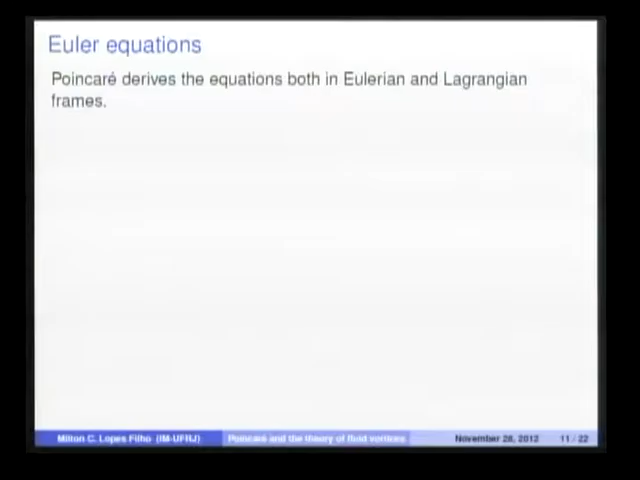 Euler equations
Poincaré derives the equations both in Eulerian and Lagrangian
frames.
Milton C. Lopes Filho (IM-UFRJ) Poincaré and the theory of fluid vortices November 28, 2012 11 / 22